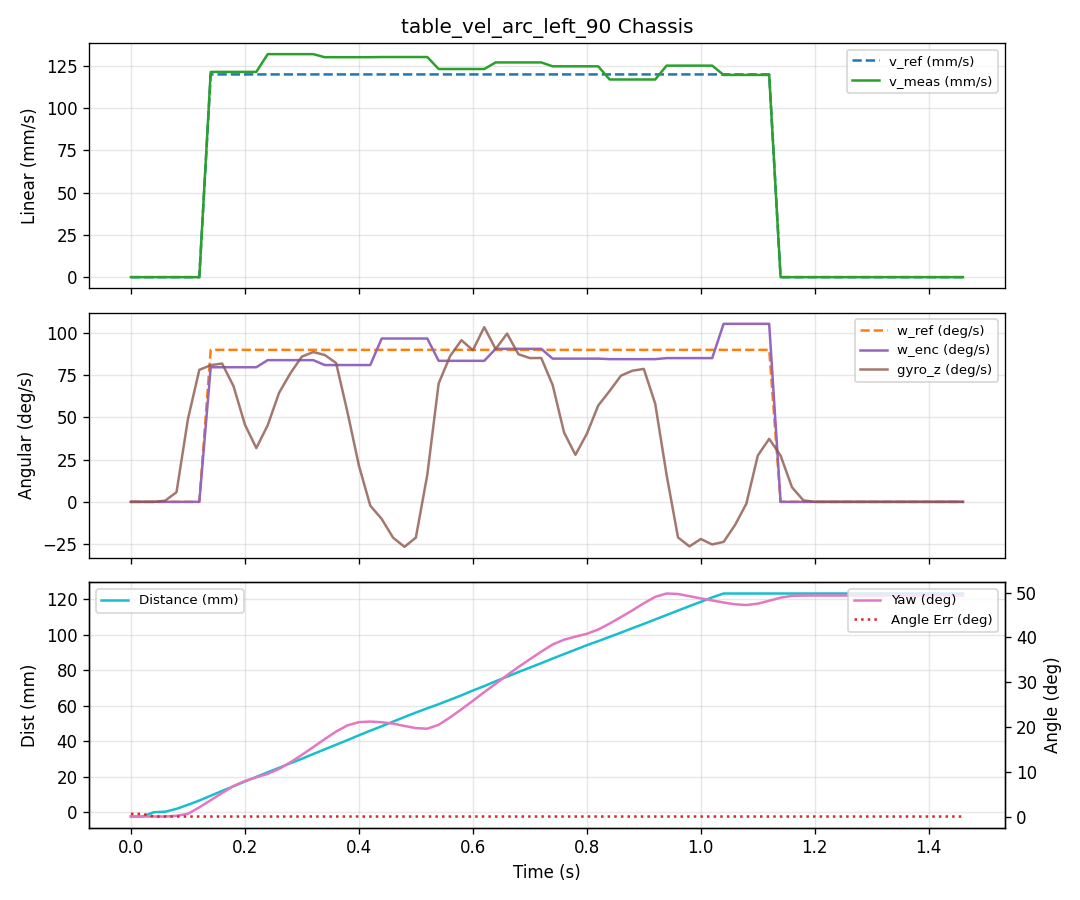 table_vel_arc_left_90 Chassis
Linear (mm/s)
125
100
75
50
25
0
v_ref (mm/s)
v_meas (mm/s)
Angular (deg/s)
100
75
50
25
0
−25
w_ref (deg/s)
w_enc (deg/s)
gyro_z (deg/s)
Dist (mm)
120
100
80
60
40
20
0
Distance (mm)
Yaw (deg)
Angle Err (deg)
50
40
30
20
10
0
Angle (deg)
0.0 0.2 0.4 0.6 0.8 1.0 1.2 1.4
Time (s)